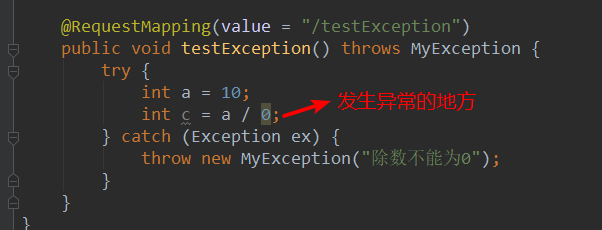 @RequestMapping(value = "/testException")
public void testException() throws MyException {
try {
int a = 10;
int c = a / 0; 发生异常的地方
} catch (Exception ex) {
throw new MyException("除数不能为0");
}
}
}